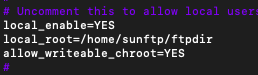 # Uncomment this to allow local users
local_enable=YES
local_root=/home/sunftp/ftpdir
allow_writeable_chroot=YES
#